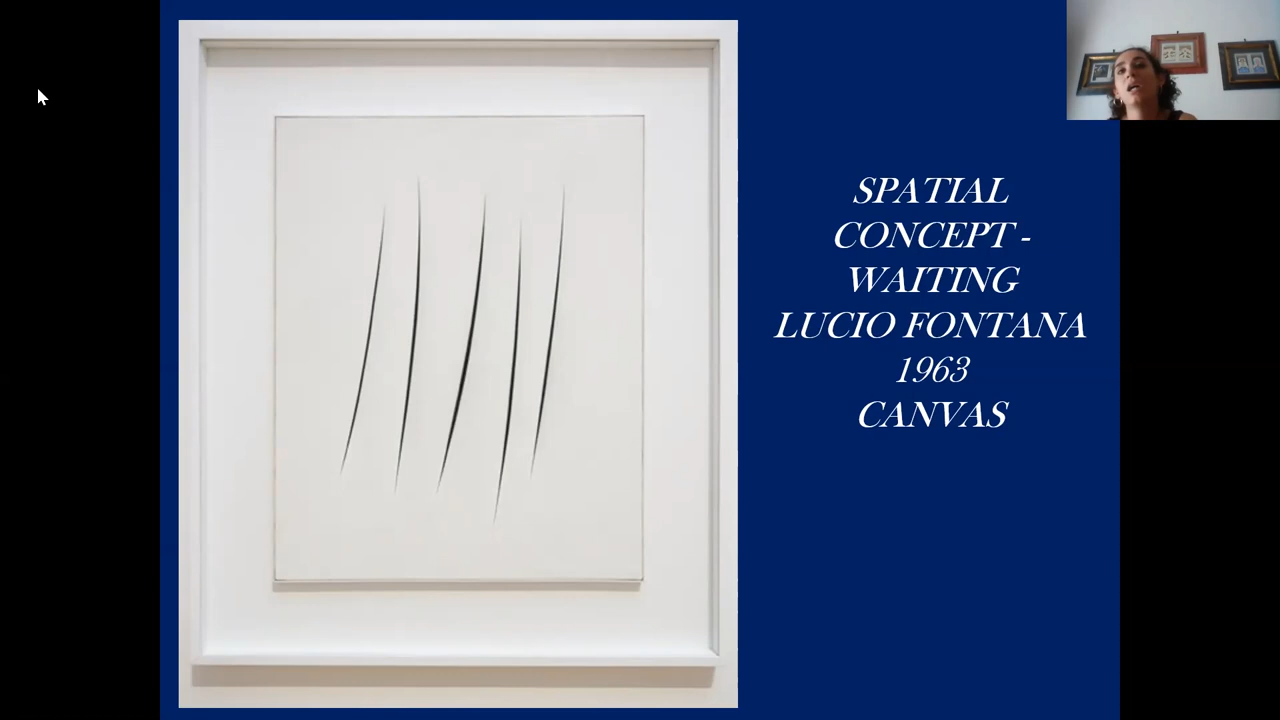 SPATIAL
CONCEPT -
WAITING
LUCIO FONTANA
1963
CANVAS